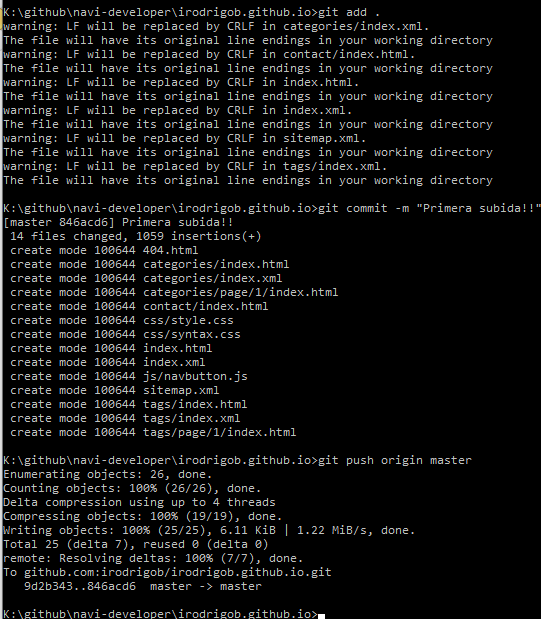 K:\github\navi-developer\irodrigob.github.io>git add .
warning: LF will be replaced by CRLF in categories/index.xml.
The file will have its original line endings in your working directory
warning: LF will be replaced by CRLF in contact/index.html.
The file will have its original line endings in your working directory
warning: LF will be replaced by CRLF in index.html.
The file will have its original line endings in your working directory
warning: LF will be replaced by CRLF in index.xml.
The file will have its original line endings in your working directory
warning: LF will be replaced by CRLF in sitemap.xml.
The file will have its original line endings in your working directory
warning: LF will be replaced by CRLF in tags/index.xml.
The file will have its original line endings in your working directory
K:\github\navi-developer\irodrigob.github.io>git commit -m "Primera subida!!"
[master 846acd6] Primera subida!!
14 files changed, 1059 insertions(+)
create mode 100644 404.html
create mode 100644 categories/index.html
create mode 100644 categories/index.xml
create mode 100644 categories/page/1/index.html
create mode 100644 contact/index.html
create mode 100644 css/style.css
create mode 100644 css/syntax.css
create mode 100644 index.html
create mode 100644 index.xml
create mode 100644 js/navbutton.js
create mode 100644 sitemap.xml
create mode 100644 tags/index.html
create mode 100644 tags/index.xml
create mode 100644 tags/page/1/index.html
K:\github\navi-developer\irodrigob.github.io>git push origin master
Enumerating objects: 26, done.
Counting objects: 100% (26/26), done.
Delta compression using up to 4 threads
Compressing objects: 100% (19/19), done.
Writing objects: 100% (25/25), 6.11 KiB | 1.22 MiB/s, done.
Total 25 (delta 7), reused 0 (delta 0)
remote: Resolving deltas: 100% (7/7), done.
To github.com:irodrigob/irodrigob.github.io.git
9d2b343..846acd6  master -> master
K:\github\navi-developer\irodrigob.github.io>